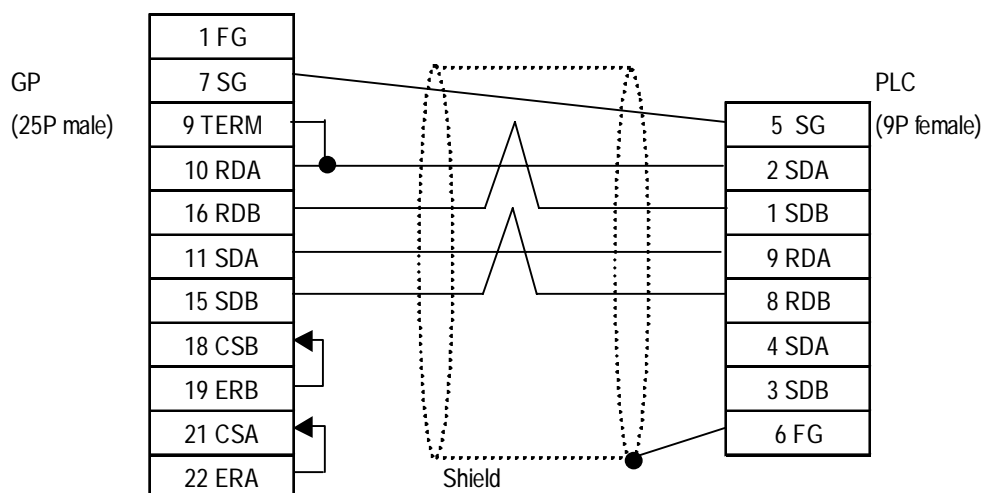 GP
(25P male)
1 FG
7 SG
9 TERM
10 RDA
16 RDB
11 SDA
15 SDB
18 CSB
19 ERB
21 CSA
22 ERA
Shield
PLC
(9P female)
5 SG
2 SDA
1 SDB
9 RDA
8 RDB
4 SDA
3 SDB
6 FG